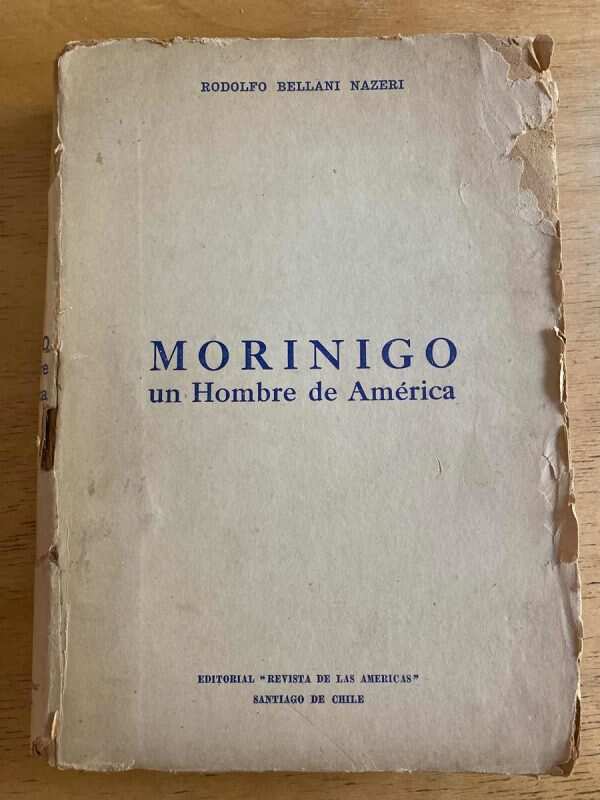 RODOLFO BELLANI NAZERI
MORINIGO
un Hombre de América
EDITORIAL "REVISTA DE LAS AMERICAS"
SANTIAGO DE CHILE